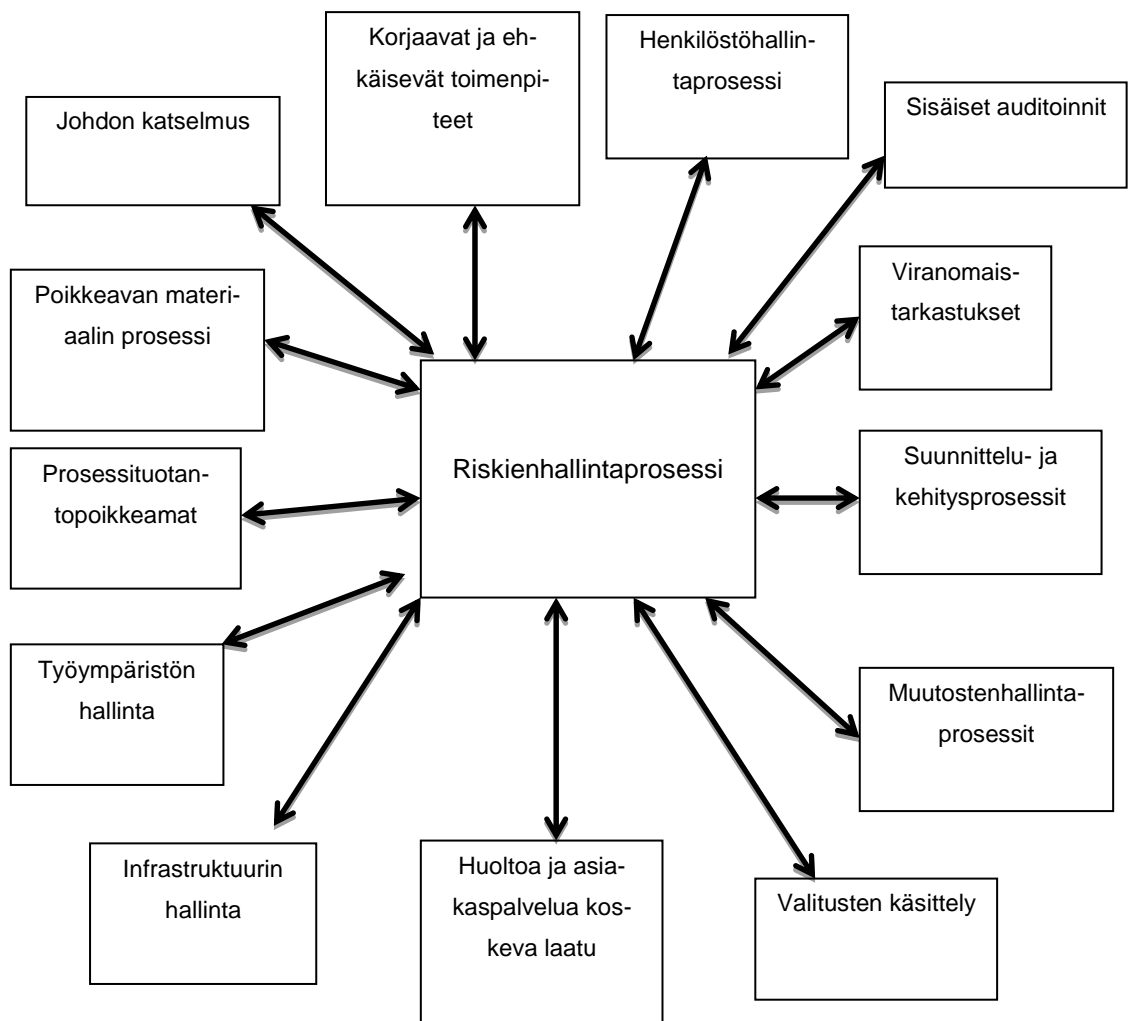 Korjaavat ja eh-
käisevät toimenpi-
teet
Henkilöstöhallin-
taprosessi
Johdon katselmus
Sisäiset auditoinnit
Poikkeavan materi-
aalin prosessi
Viranomais-
tarkastukset
Prosessituotan-
topoikkeamat
Riskienhallintaprosessi
Suunnittelu- ja
kehitysprosessit
Työympäristön
hallinta
Muutostenhallinta-
prosessit
Infrastruktuurin
hallinta
Huoltoa ja asia-
kaspalvelua kos-
keva laatu
Valitusten käsittely